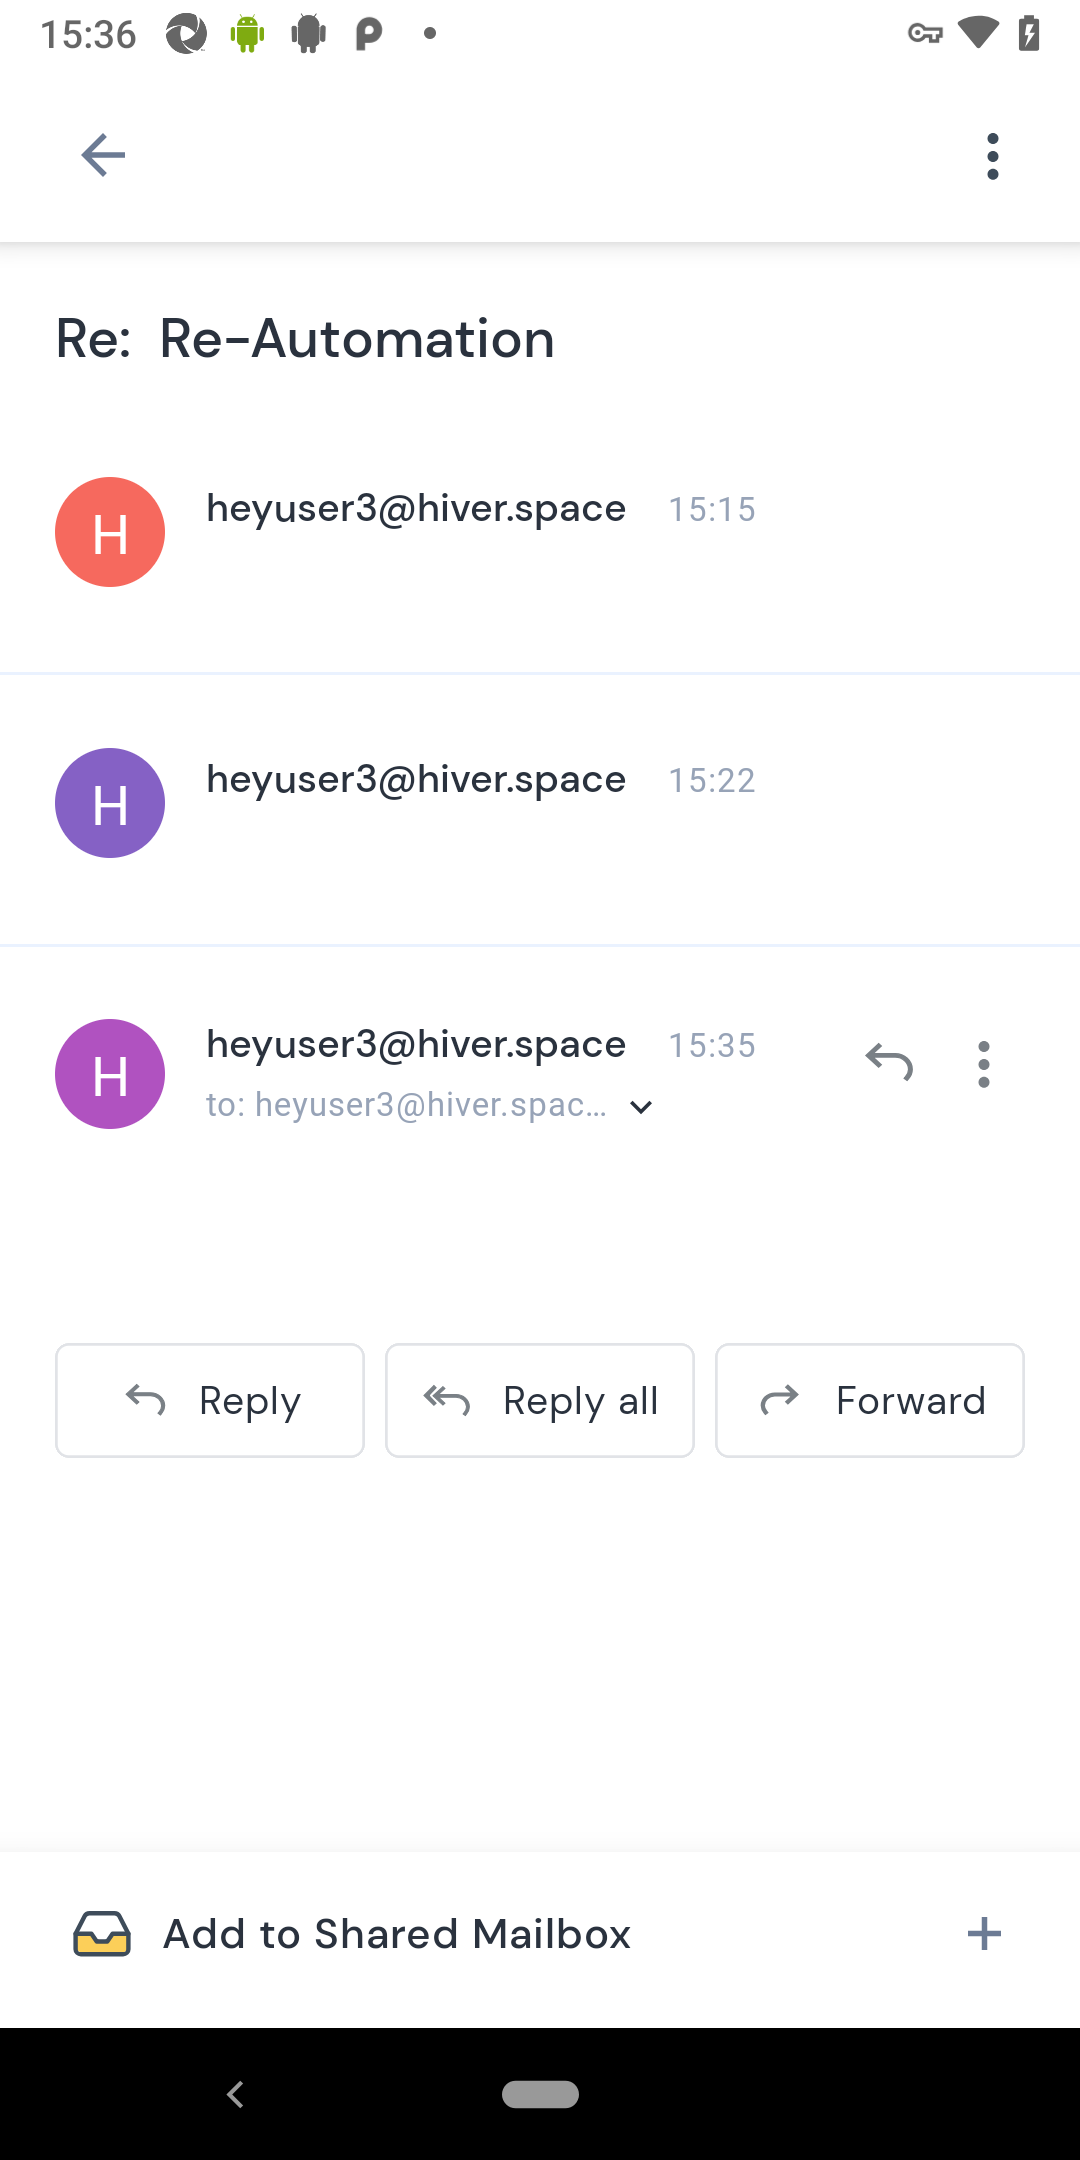 15:36
Re: Re-Automation
H
heyuser3@hiver.space 15:15
H
heyuser3@hiver.space 15:22
H
heyuser3@hiver.space 15:35
to: heyuser3@hiver.spac...
Reply Reply all Forward
Add to Shared Mailbox